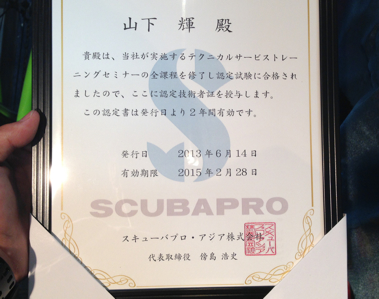 山下 輝 殿
貴殿は、当社が実施するテクニカルサービストレー
ニングセミナーの全課程を修了し認定試験に合格され
ましたので、ここに認定技術者証を授与します。
この認定書は発行日より２年間有効です。
発行日 2013年6月14日
有効期限 2015年2月28日
S
SCUBAPRO
スキューバプロ・アジア株式会社
代表取締役 浩史